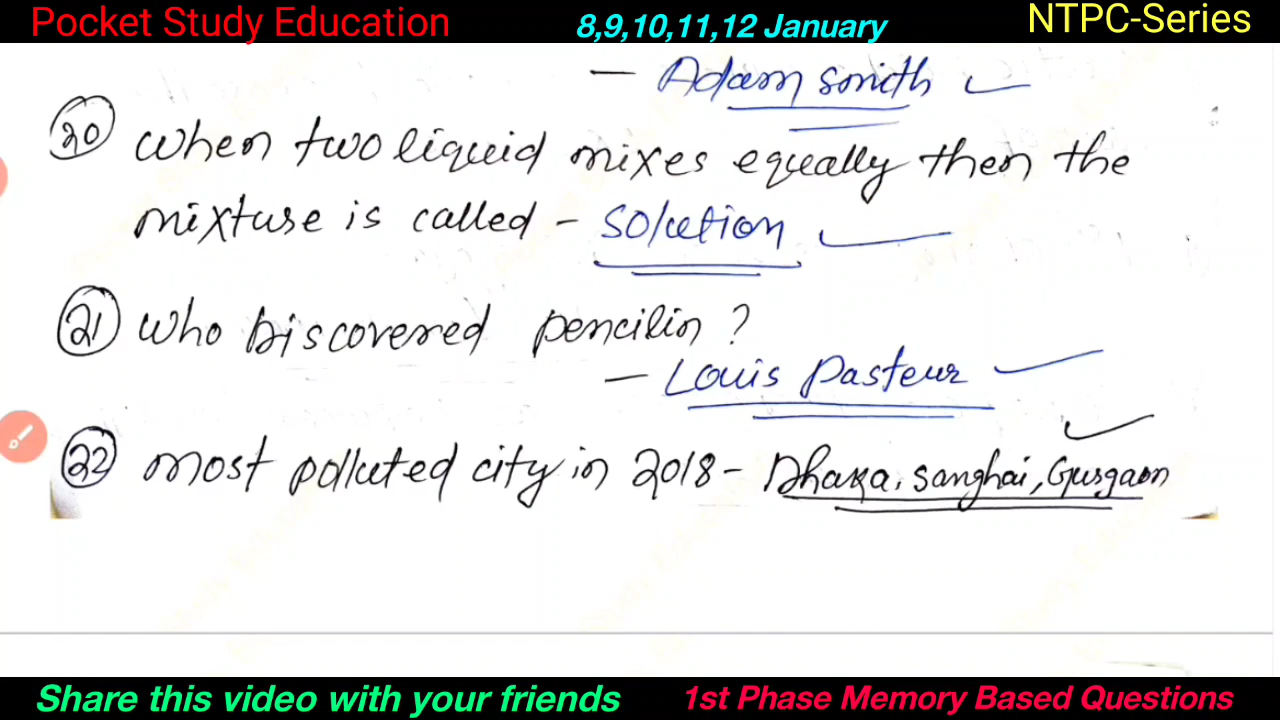 Pocket Study Education 8,9,10,11,12 January NTPC-Series
– Adam smith
20 when two liquid mixes equally then the
mixture is called – solution
21 who Discovered pencilin ?
– Louis Pasteur
22 most polluted city in 2018 – Dhaka, Sanghai, Gurgaon
Share this video with your friends 1st Phase Memory Based Questions